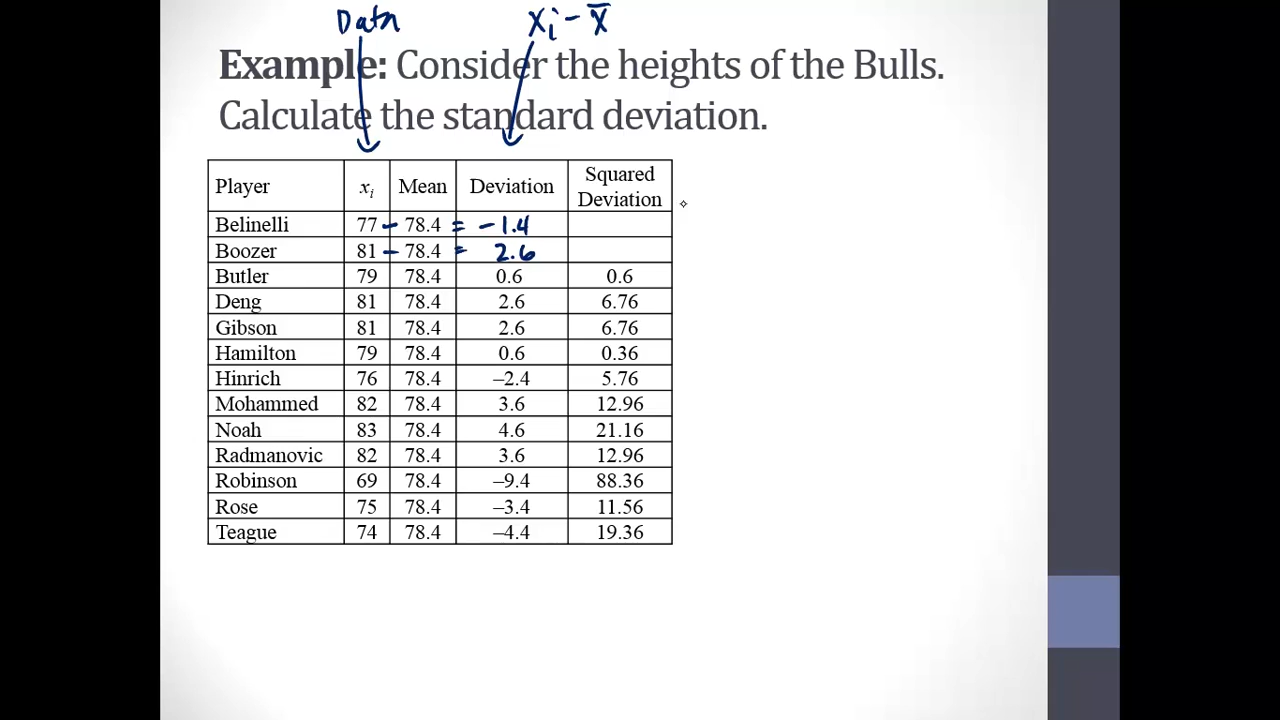 Data xi - x̄
Example: Consider the heights of the Bulls.
Calculate the standard deviation.
Player xi Mean Deviation Squared Deviation
Belinelli 77 - 78.4 = -1.4
Boozer 81 - 78.4 = 2.6
Butler 79 78.4 0.6 0.6
Deng 81 78.4 2.6 6.76
Gibson 81 78.4 2.6 6.76
Hamilton 79 78.4 0.6 0.36
Hinrich 76 78.4 –2.4 5.76
Mohammed 82 78.4 3.6 12.96
Noah 83 78.4 4.6 21.16
Radmanovic 82 78.4 3.6 12.96
Robinson 69 78.4 –9.4 88.36
Rose 75 78.4 –3.4 11.56
Teague 74 78.4 –4.4 19.36